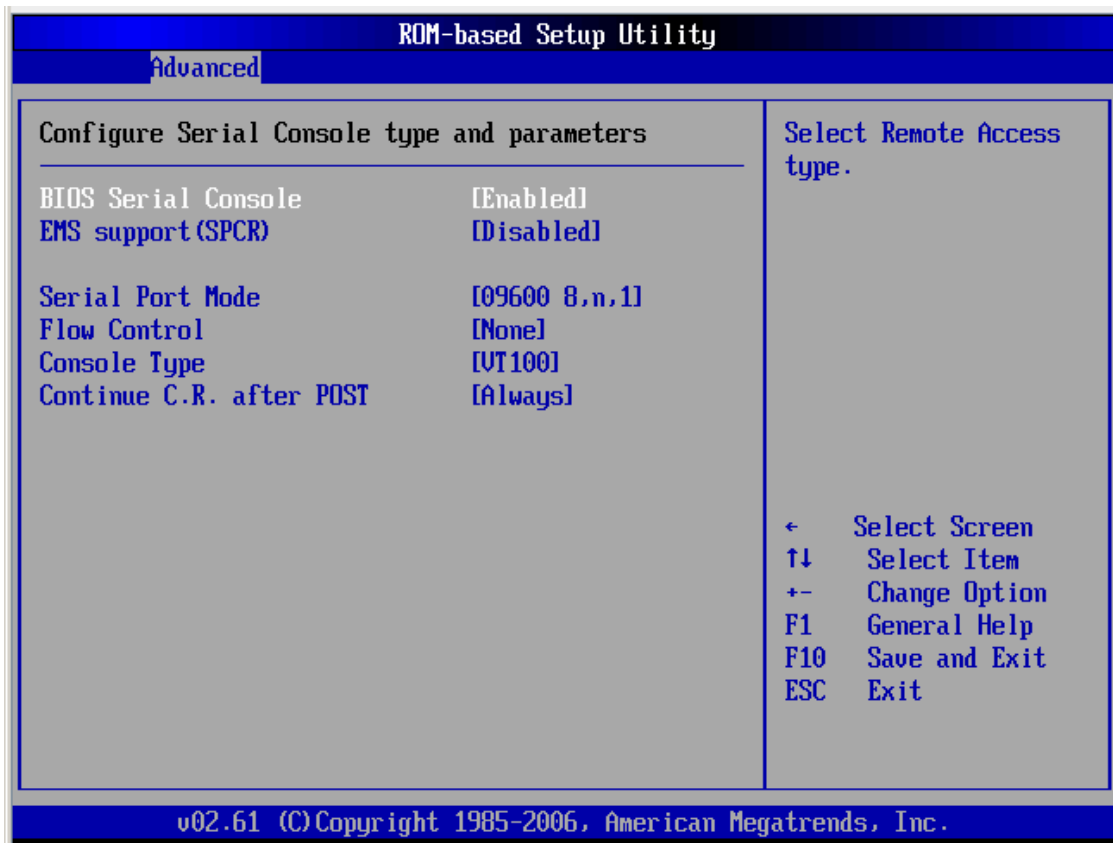 ROM-based Setup Utility
Advanced
Configure Serial Console type and parameters
BIOS Serial Console [Enabled]
EMS support(SPCR) [Disabled]
Serial Port Mode [09600 8,n,1]
Flow Control [None]
Console Type [VT100]
Continue C.R. after POST [Always]
Select Remote Access
type.
← Select Screen
↑↓ Select Item
+- Change Option
F1 General Help
F10 Save and Exit
ESC Exit
v02.61 (C)Copyright 1985-2006, American Megatrends, Inc.